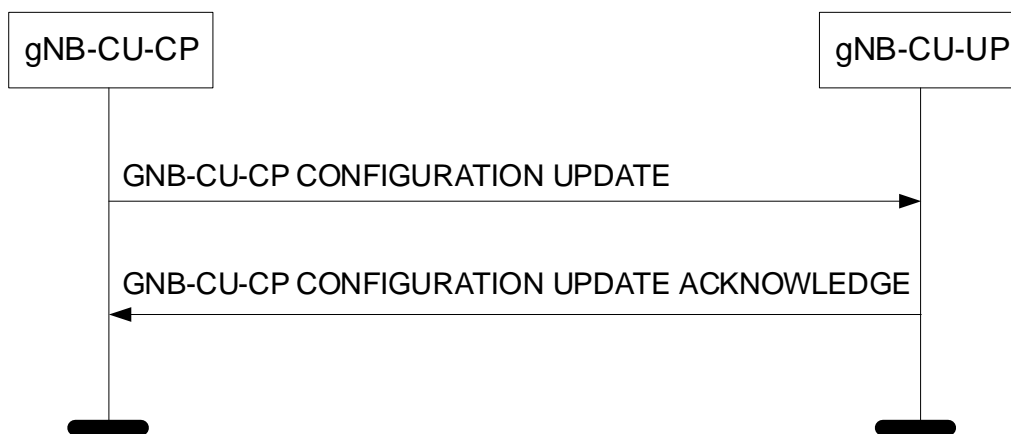 gNB-CU-CP
gNB-CU-UP
GNB-CU-CP CONFIGURATION UPDATE
GNB-CU-CP CONFIGURATION UPDATE ACKNOWLEDGE